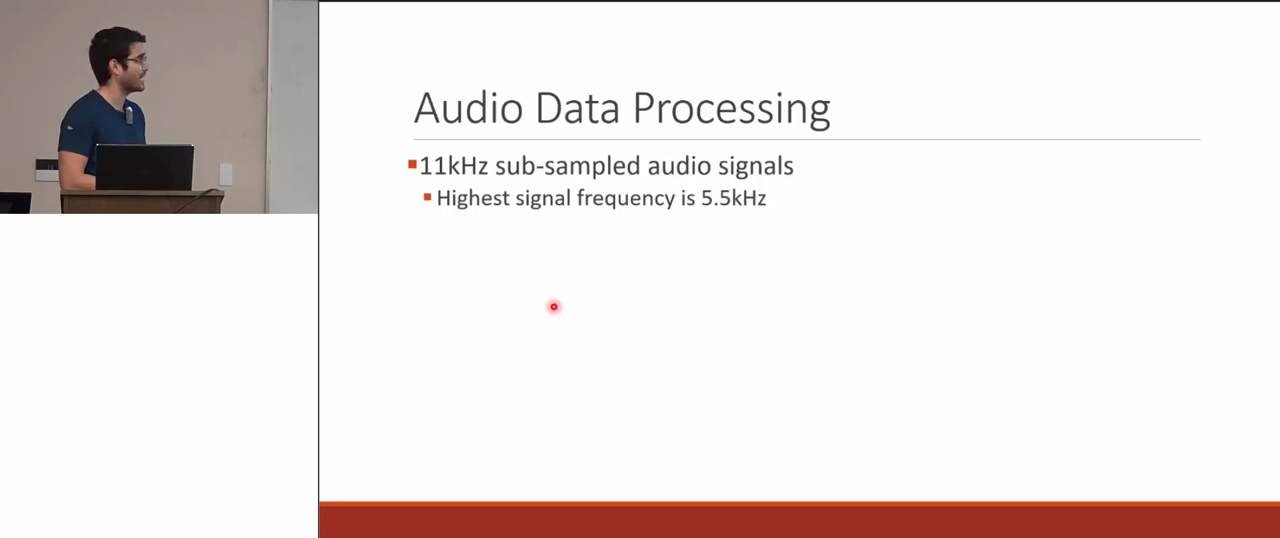 Audio Data Processing
11kHz sub-sampled audio signals
Highest signal frequency is 5.5kHz